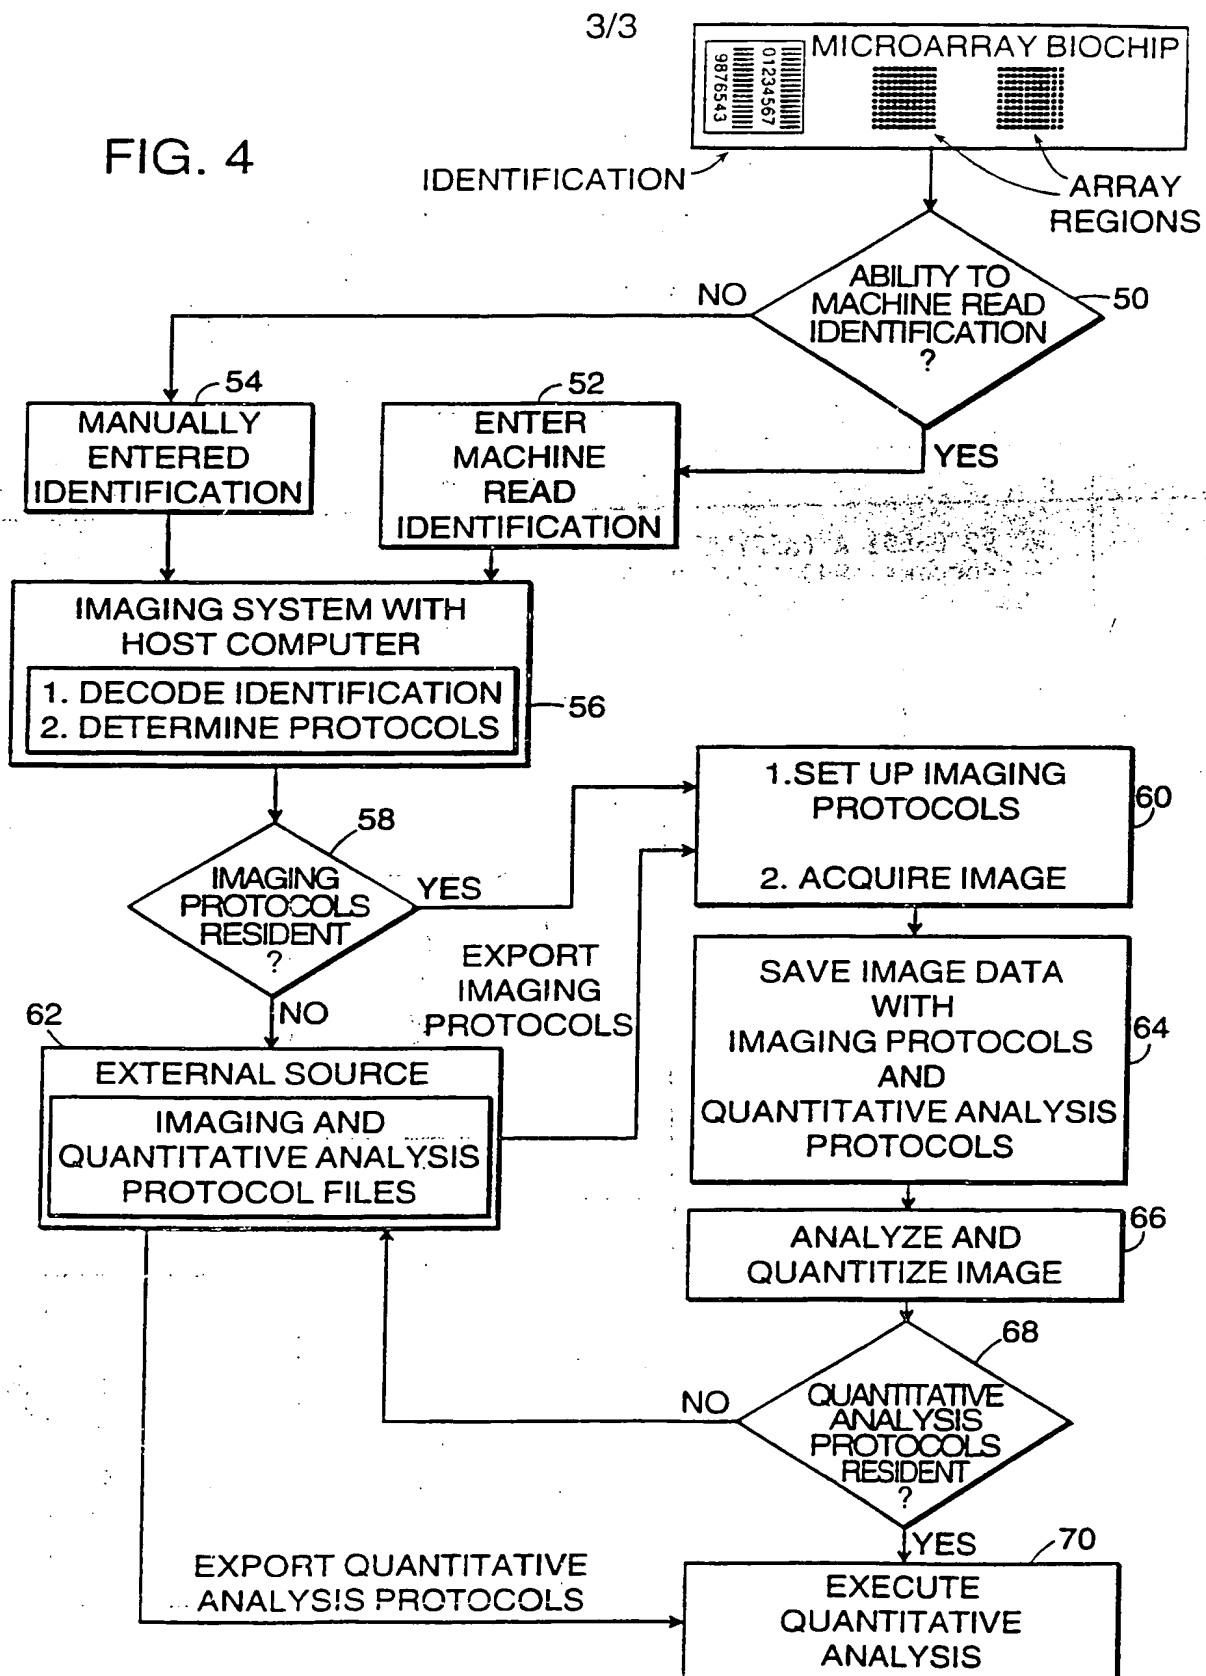 3/3
MICROARRAY BIOCHIP
01234567
9876543
FIG. 4
IDENTIFICATION
ARRAY
REGIONS
ABILITY TO
MACHINE READ
IDENTIFICATION
?
50
NO
YES
54
MANUALLY
ENTERED
IDENTIFICATION
52
ENTER
MACHINE
READ
IDENTIFICATION
IMAGING SYSTEM WITH
HOST COMPUTER
1. DECODE IDENTIFICATION
2. DETERMINE PROTOCOLS
56
58
IMAGING
PROTOCOLS
RESIDENT
?
YES
NO
EXPORT
IMAGING
PROTOCOLS
1.SET UP IMAGING
PROTOCOLS
2. ACQUIRE IMAGE
60
62
EXTERNAL SOURCE
IMAGING AND
QUANTITATIVE ANALYSIS
PROTOCOL FILES
SAVE IMAGE DATA
WITH
IMAGING PROTOCOLS
AND
QUANTITATIVE ANALYSIS
PROTOCOLS
64
ANALYZE AND
QUANTITIZE IMAGE
66
68
QUANTITATIVE
ANALYSIS
PROTOCOLS
RESIDENT
?
NO
YES
EXPORT QUANTITATIVE
ANALYSIS PROTOCOLS
70
EXECUTE
QUANTITATIVE
ANALYSIS